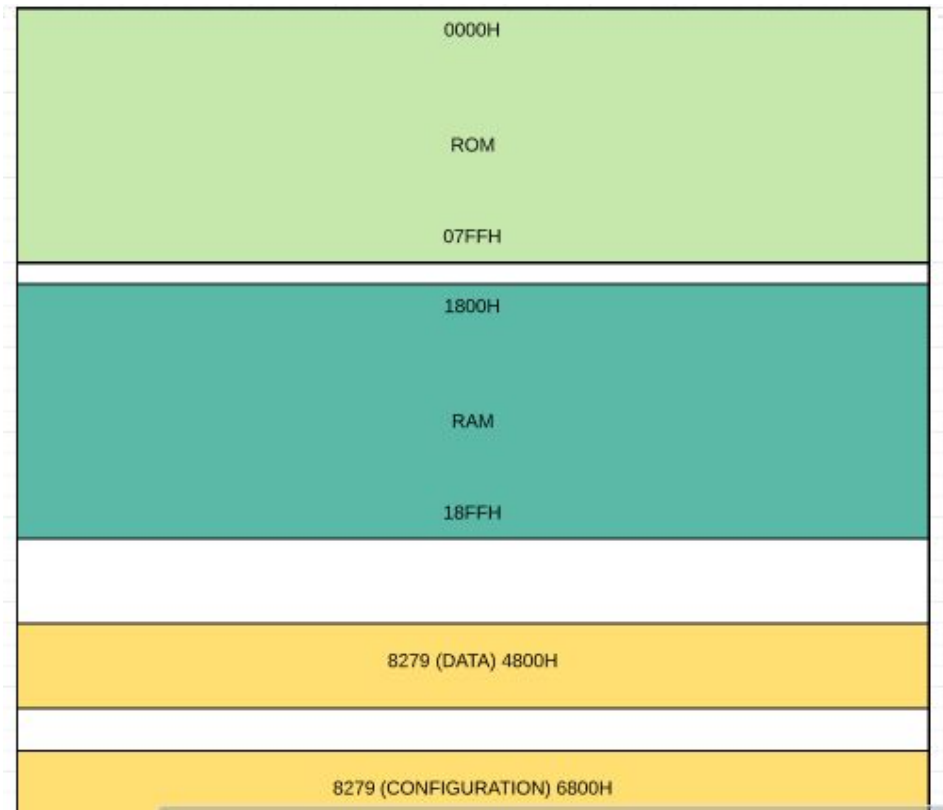 0000H
ROM
07FFH
1800H
RAM
18FFH
8279 (DATA) 4800H
8279 (CONFIGURATION) 6800H